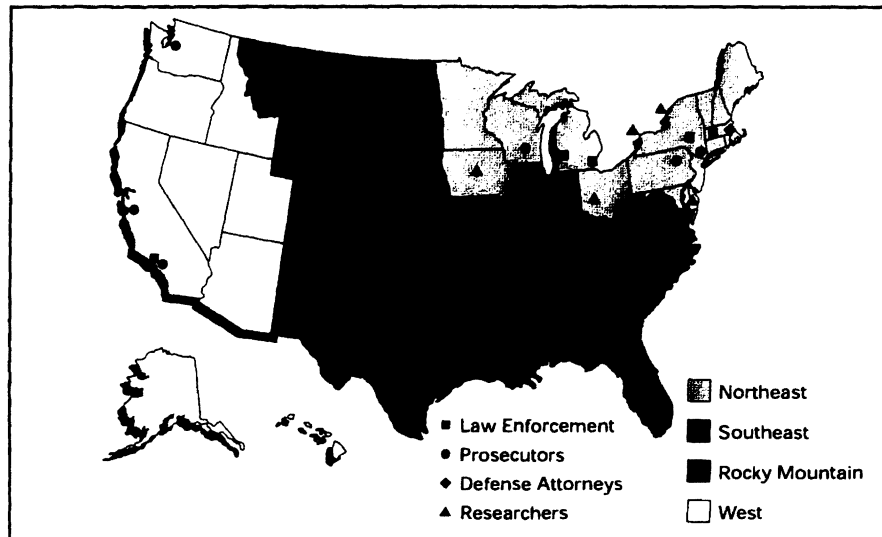 Law Enforcement
Prosecutors
Defense Attorneys
Researchers
Northeast
Southeast
Rocky Mountain
West